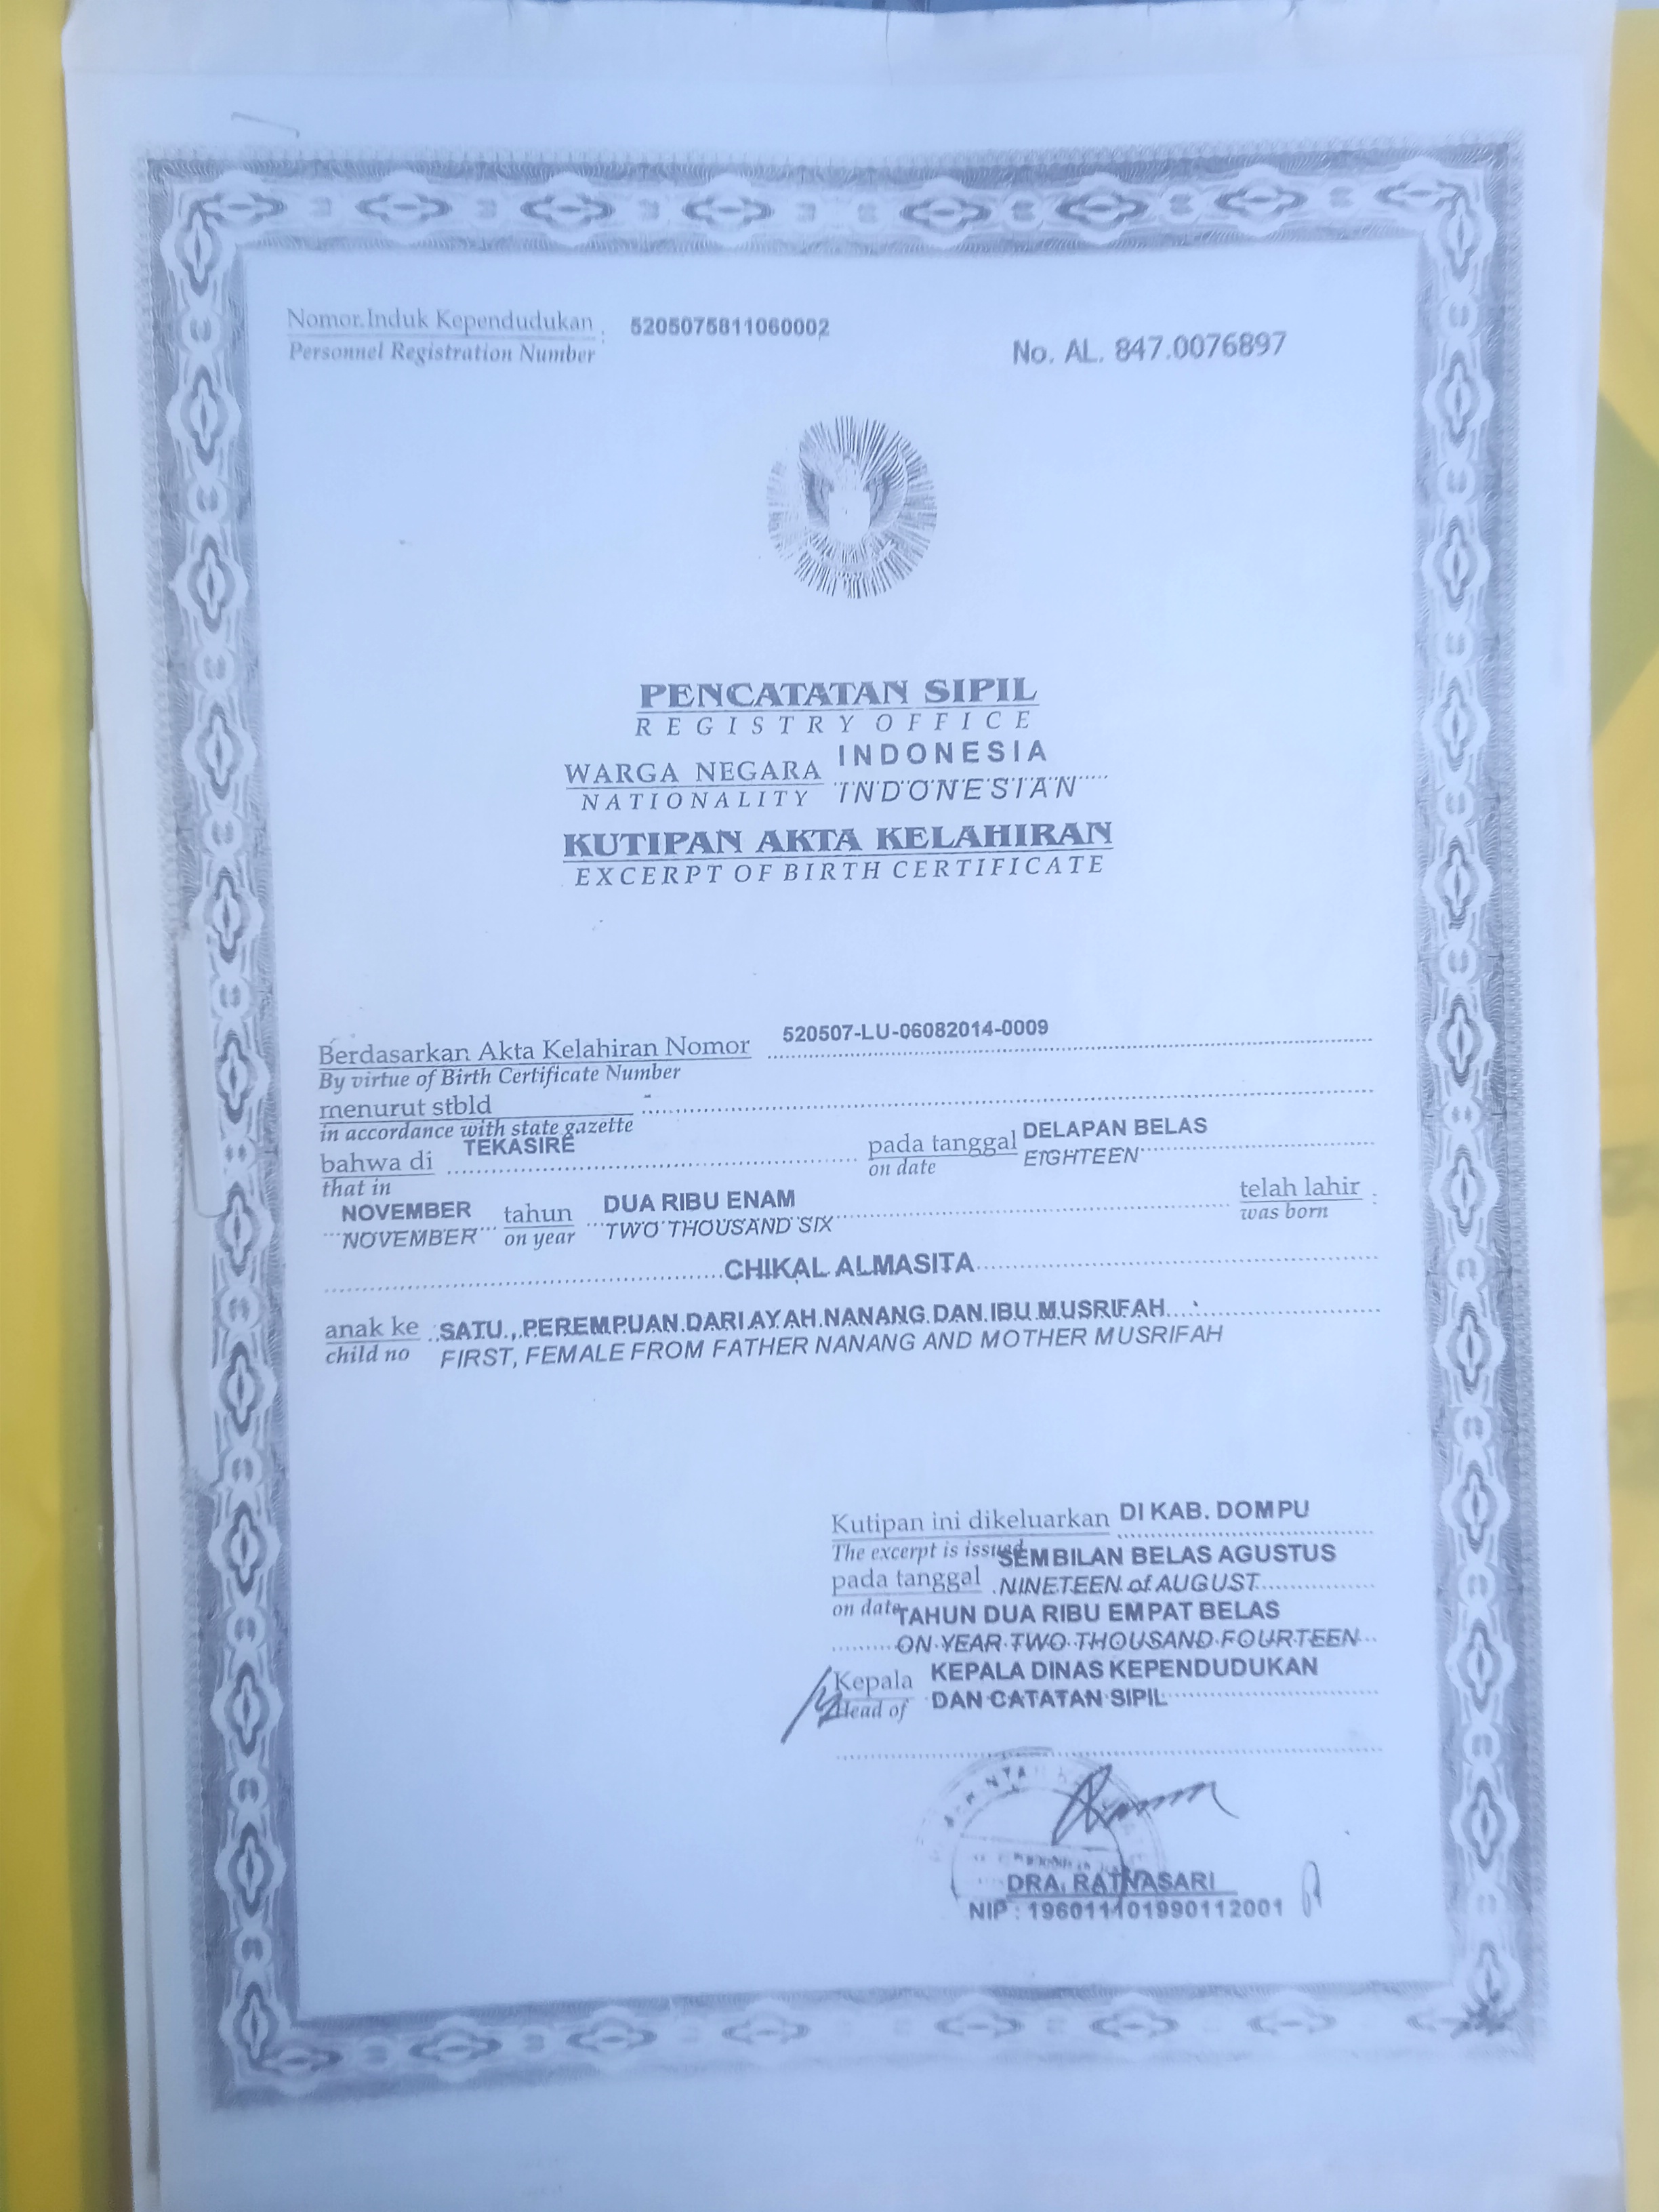 Nomor Induk Kependudukan : 5205075811060002
Personnel Registration Number
No. AL. 847.0076897
PENCATATAN SIPIL
REGISTRY OFFICE
WARGA NEGARA INDONESIA
NATIONALITY INDONESIAN
KUTIPAN AKTA KELAHIRAN
EXCERPT OF BIRTH CERTIFICATE
Berdasarkan Akta Kelahiran Nomor 520507-LU-06082014-0009
By virtue of Birth Certificate Number
menurut stbld -
in accordance with state gazette
bahwa di TEKASIRE pada tanggal DELAPAN BELAS
that in on date EIGHTEEN
NOVEMBER tahun DUA RIBU ENAM telah lahir :
NOVEMBER on year TWO THOUSAND SIX was born
CHIKAL ALMASITA
anak ke SATU, PEREMPUAN DARI AYAH NANANG DAN IBU MUSRIFAH
child no FIRST, FEMALE FROM FATHER NANANG AND MOTHER MUSRIFAH
Kutipan ini dikeluarkan DI KAB. DOMPU
The excerpt is issued SEMBILAN BELAS AGUSTUS
pada tanggal NINETEEN of AUGUST
on date TAHUN DUA RIBU EMPAT BELAS
ON YEAR TWO THOUSAND FOURTEEN
Kepala KEPALA DINAS KEPENDUDUKAN
Head of DAN CATATAN SIPIL
DRA. RATNASARI
NIP : 196011101990112001